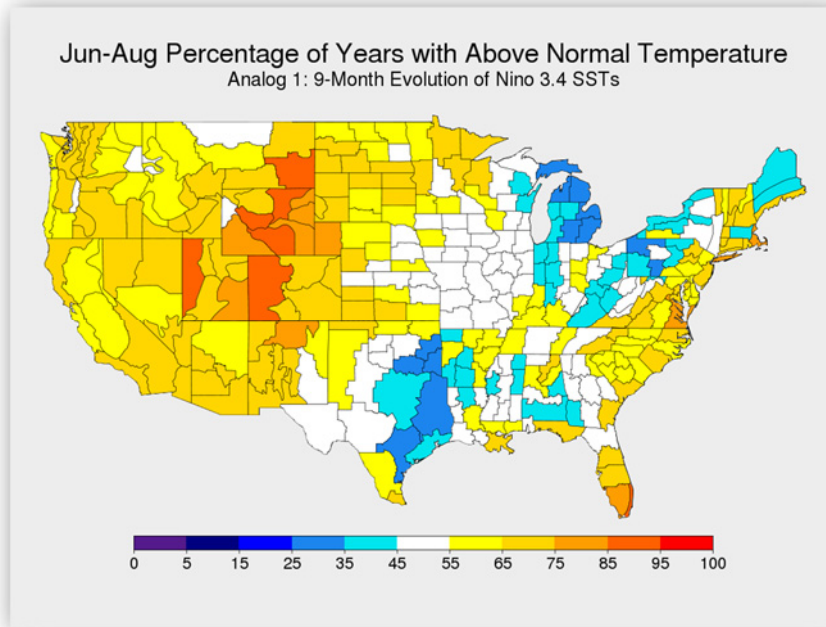 Jun-Aug Percentage of Years with Above Normal Temperature
Analog 1: 9-Month Evolution of Nino 3.4 SSTs
0 5 15 25 35 45 55 65 75 85 95 100